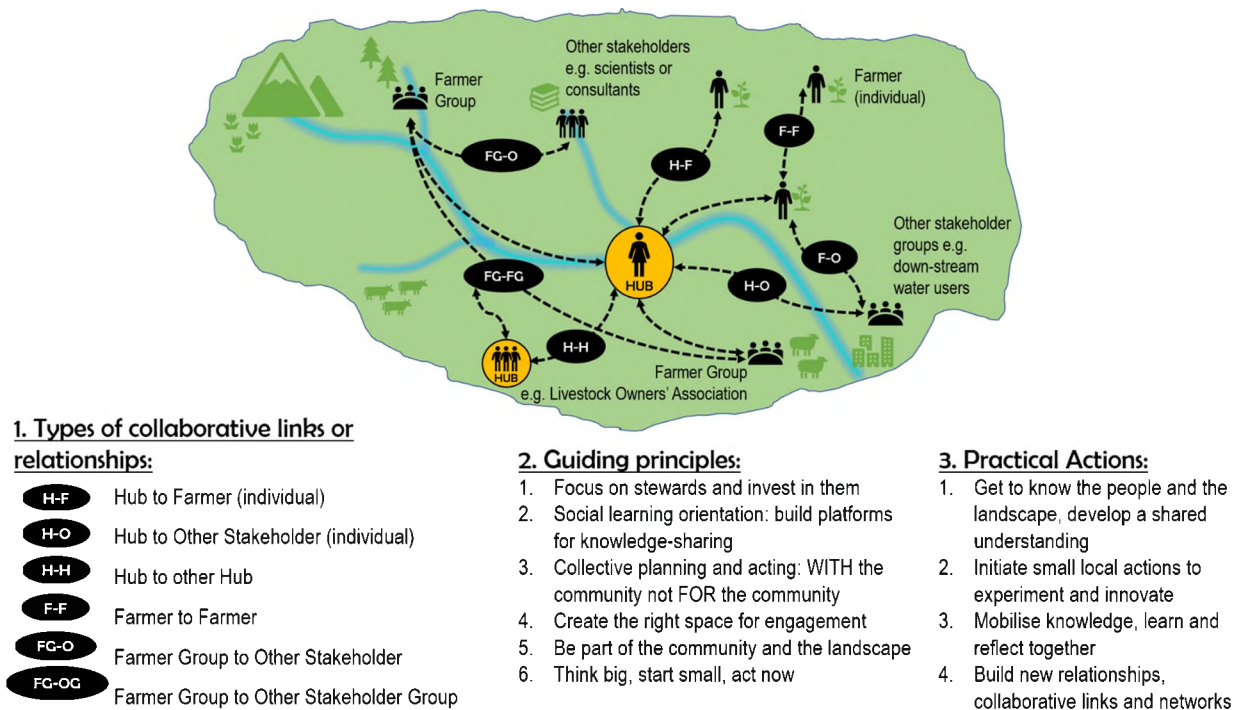 Other stakeholders
e.g. scientists or
consultants
Farmer
Group
Farmer
(individual)
F-F
FG-O
H-F
Other stakeholder
groups e.g.
down-stream
water users
F-O
FG-FG
HUB
H-O
H-H
HUB
Farmer Group
e.g. Livestock Owners' Association
1. Types of collaborative links or
relationships:
H-F Hub to Farmer (individual)
H-O Hub to Other Stakeholder (individual)
H-H Hub to other Hub
F-F Farmer to Farmer
FG-O Farmer Group to Other Stakeholder
FG-OG Farmer Group to Other Stakeholder Group
2. Guiding principles:
1. Focus on stewards and invest in them
2. Social learning orientation: build platforms
for knowledge-sharing
3. Collective planning and acting: WITH the
community not FOR the community
4. Create the right space for engagement
5. Be part of the community and the landscape
6. Think big, start small, act now
3. Practical Actions:
1. Get to know the people and the
landscape, develop a shared
understanding
2. Initiate small local actions to
experiment and innovate
3. Mobilise knowledge, learn and
reflect together
4. Build new relationships,
collaborative links and networks